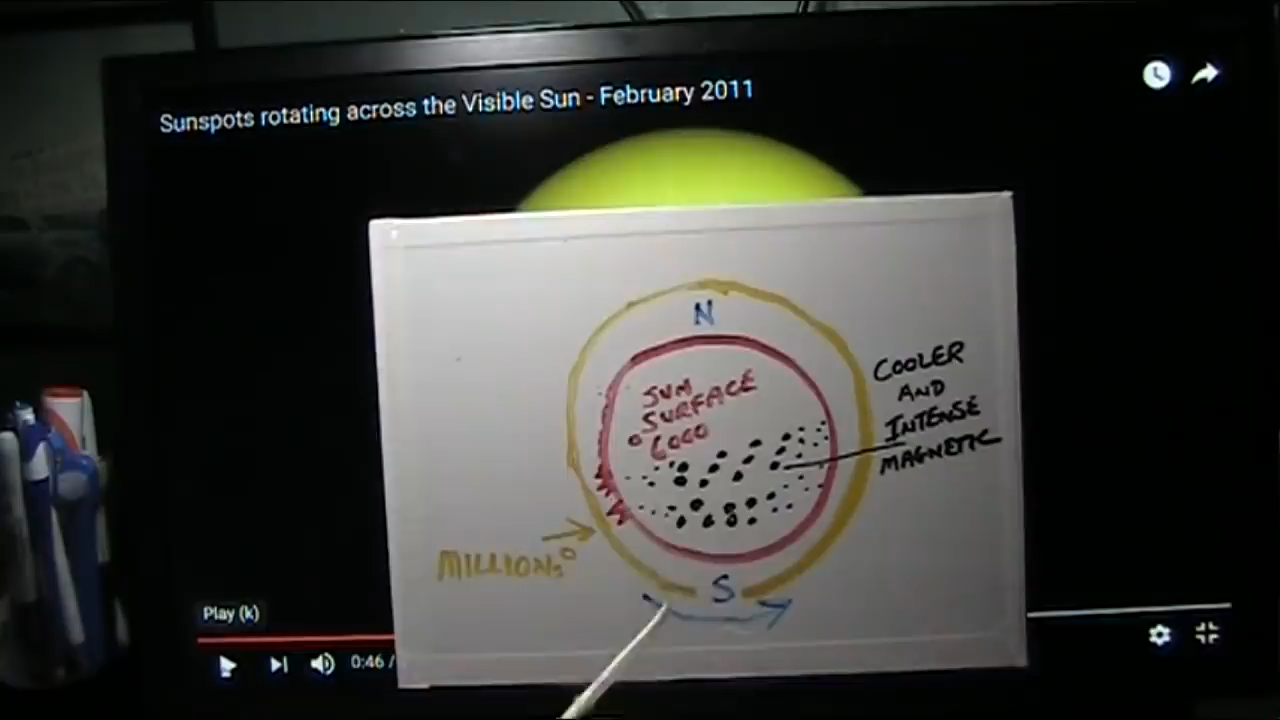 Sunspots rotating across the Visible Sun - February 2011
N
SUN
SURFACE
° 6000
COOLER
AND
INTENSE
MAGNETIC
MILLIONS°
S
Play (k)
0:46 /